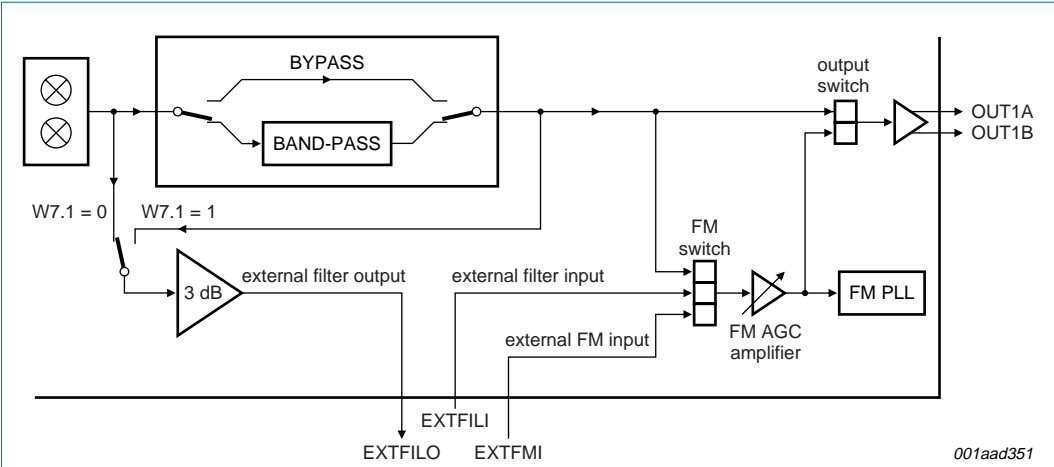 BYPASS
BAND-PASS
output
switch
OUT1A
OUT1B
W7.1 = 0
W7.1 = 1
FM
switch
3 dB
external filter output
external filter input
external FM input
FM AGC
amplifier
FM PLL
EXTFILI
EXTFILO
EXTFMI
001aad351